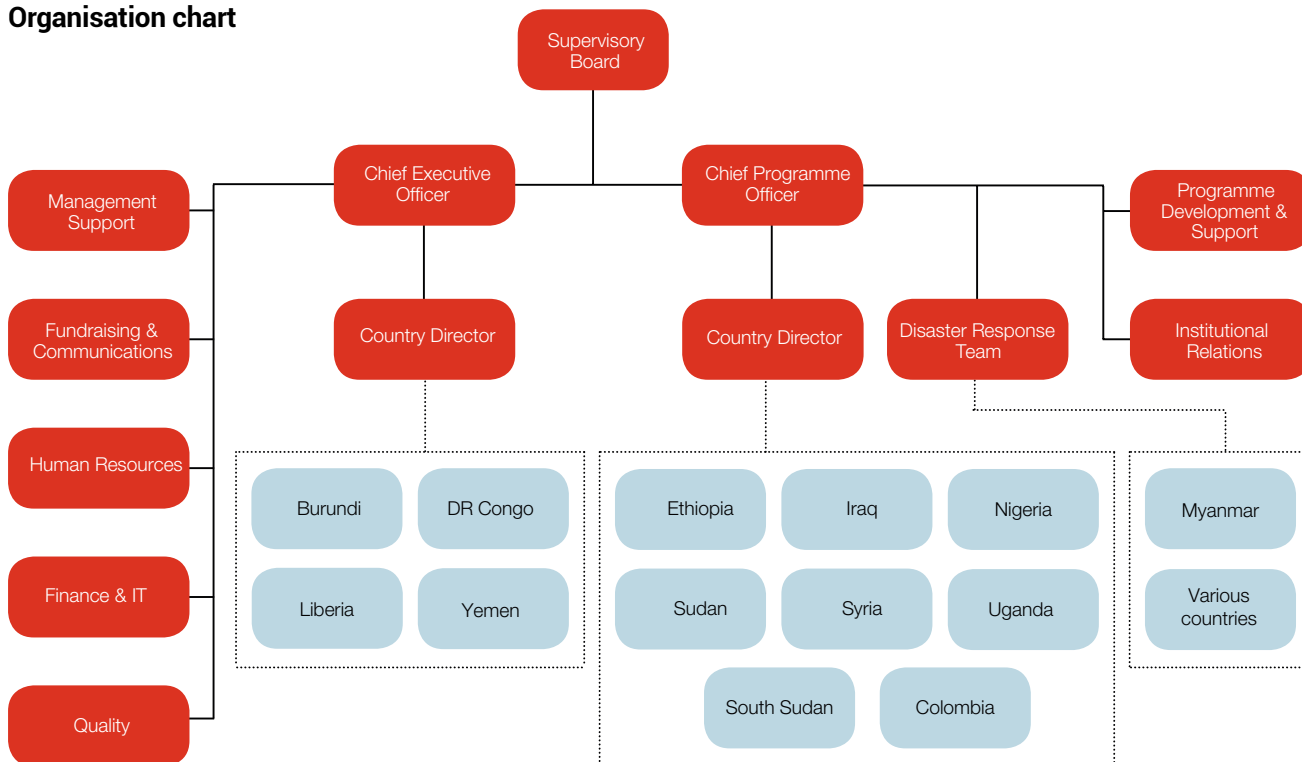 Organisation chart
Supervisory
Board
Chief Executive
Officer
Chief Programme
Officer
Management
Support
Programme
Development &
Support
Fundraising &
Communications
Country Director
Country Director
Disaster Response
Team
Institutional
Relations
Human Resources
Burundi
DR Congo
Ethiopia
Iraq
Nigeria
Myanmar
Finance & IT
Liberia
Yemen
Sudan
Syria
Uganda
Various
countries
Quality
South Sudan
Colombia